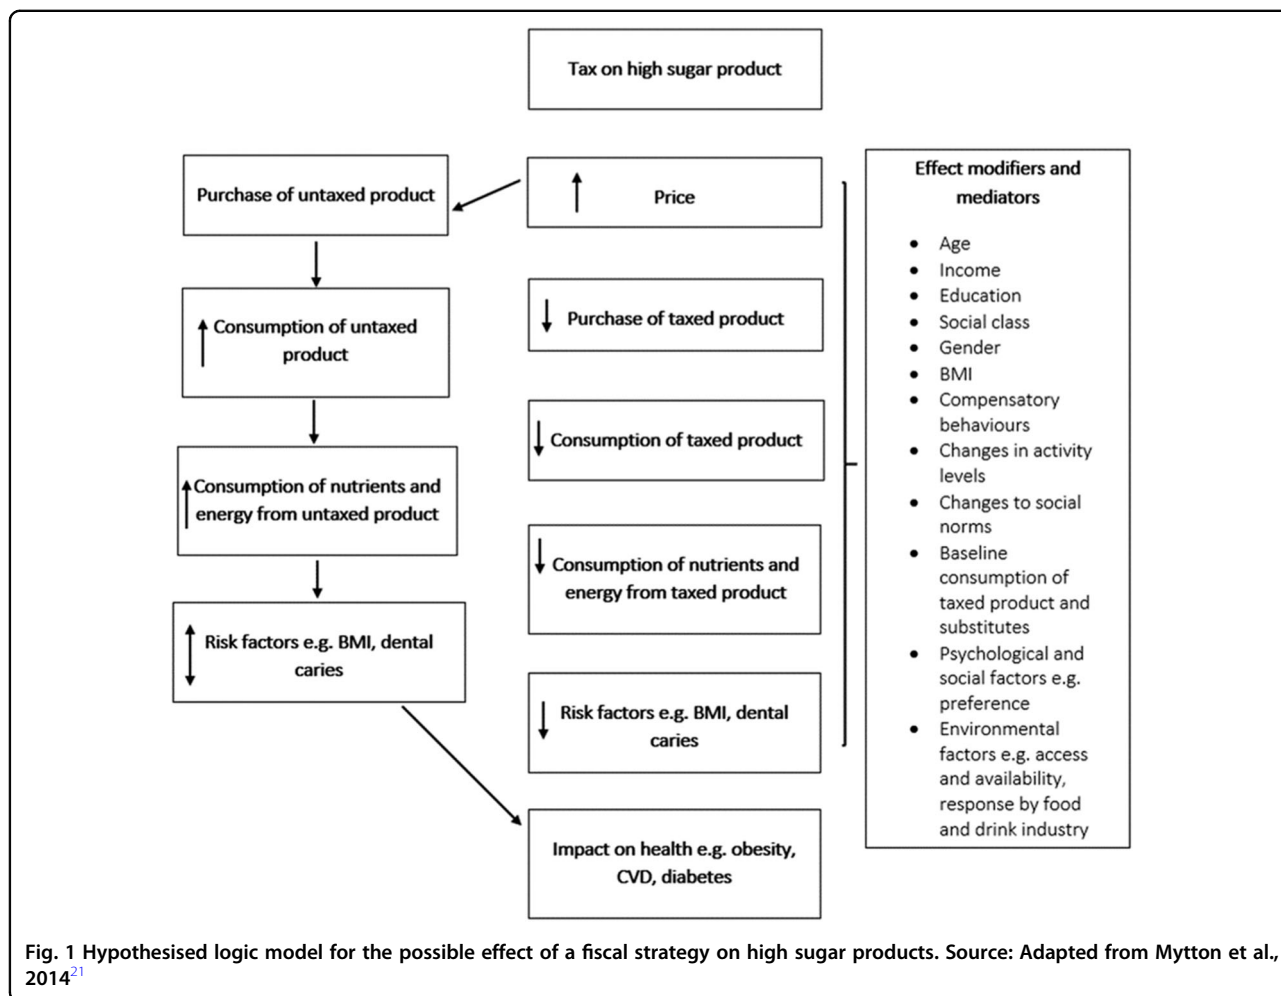 Tax on high sugar product
Purchase of untaxed product
Price
Effect modifiers and
mediators
• Age
• Income
• Education
• Social class
• Gender
• BMI
• Compensatory
behaviours
• Changes in activity
levels
• Changes to social
norms
• Baseline
consumption of
taxed product and
substitutes
• Psychological and
social factors e.g.
preference
• Environmental
factors e.g. access
and availability,
response by food
and drink industry
Consumption of untaxed
product
Purchase of taxed product
Consumption of taxed product
Consumption of nutrients and
energy from untaxed product
Consumption of nutrients and
energy from taxed product
Risk factors e.g. BMI, dental
caries
Risk factors e.g. BMI, dental
caries
Impact on health e.g. obesity,
CVD, diabetes
Fig. 1 Hypothesised logic model for the possible effect of a fiscal strategy on high sugar products. Source: Adapted from Mytton et al.,
2014²¹